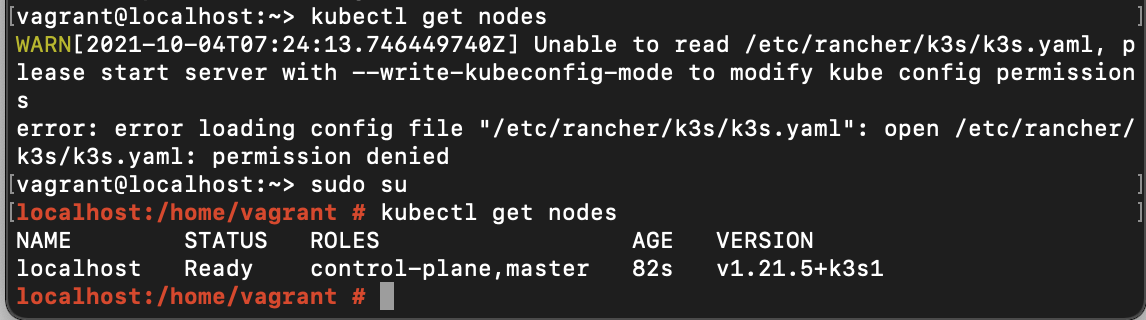 [vagrant@localhost:~> kubectl get nodes ]
WARN[2021-10-04T07:24:13.746449740Z] Unable to read /etc/rancher/k3s/k3s.yaml, p
lease start server with --write-kubeconfig-mode to modify kube config permission
s
error: error loading config file "/etc/rancher/k3s/k3s.yaml": open /etc/rancher/
k3s/k3s.yaml: permission denied
[vagrant@localhost:~> sudo su ]
[localhost:/home/vagrant # kubectl get nodes ]
NAME STATUS ROLES AGE VERSION
localhost Ready control-plane,master 82s v1.21.5+k3s1
localhost:/home/vagrant #